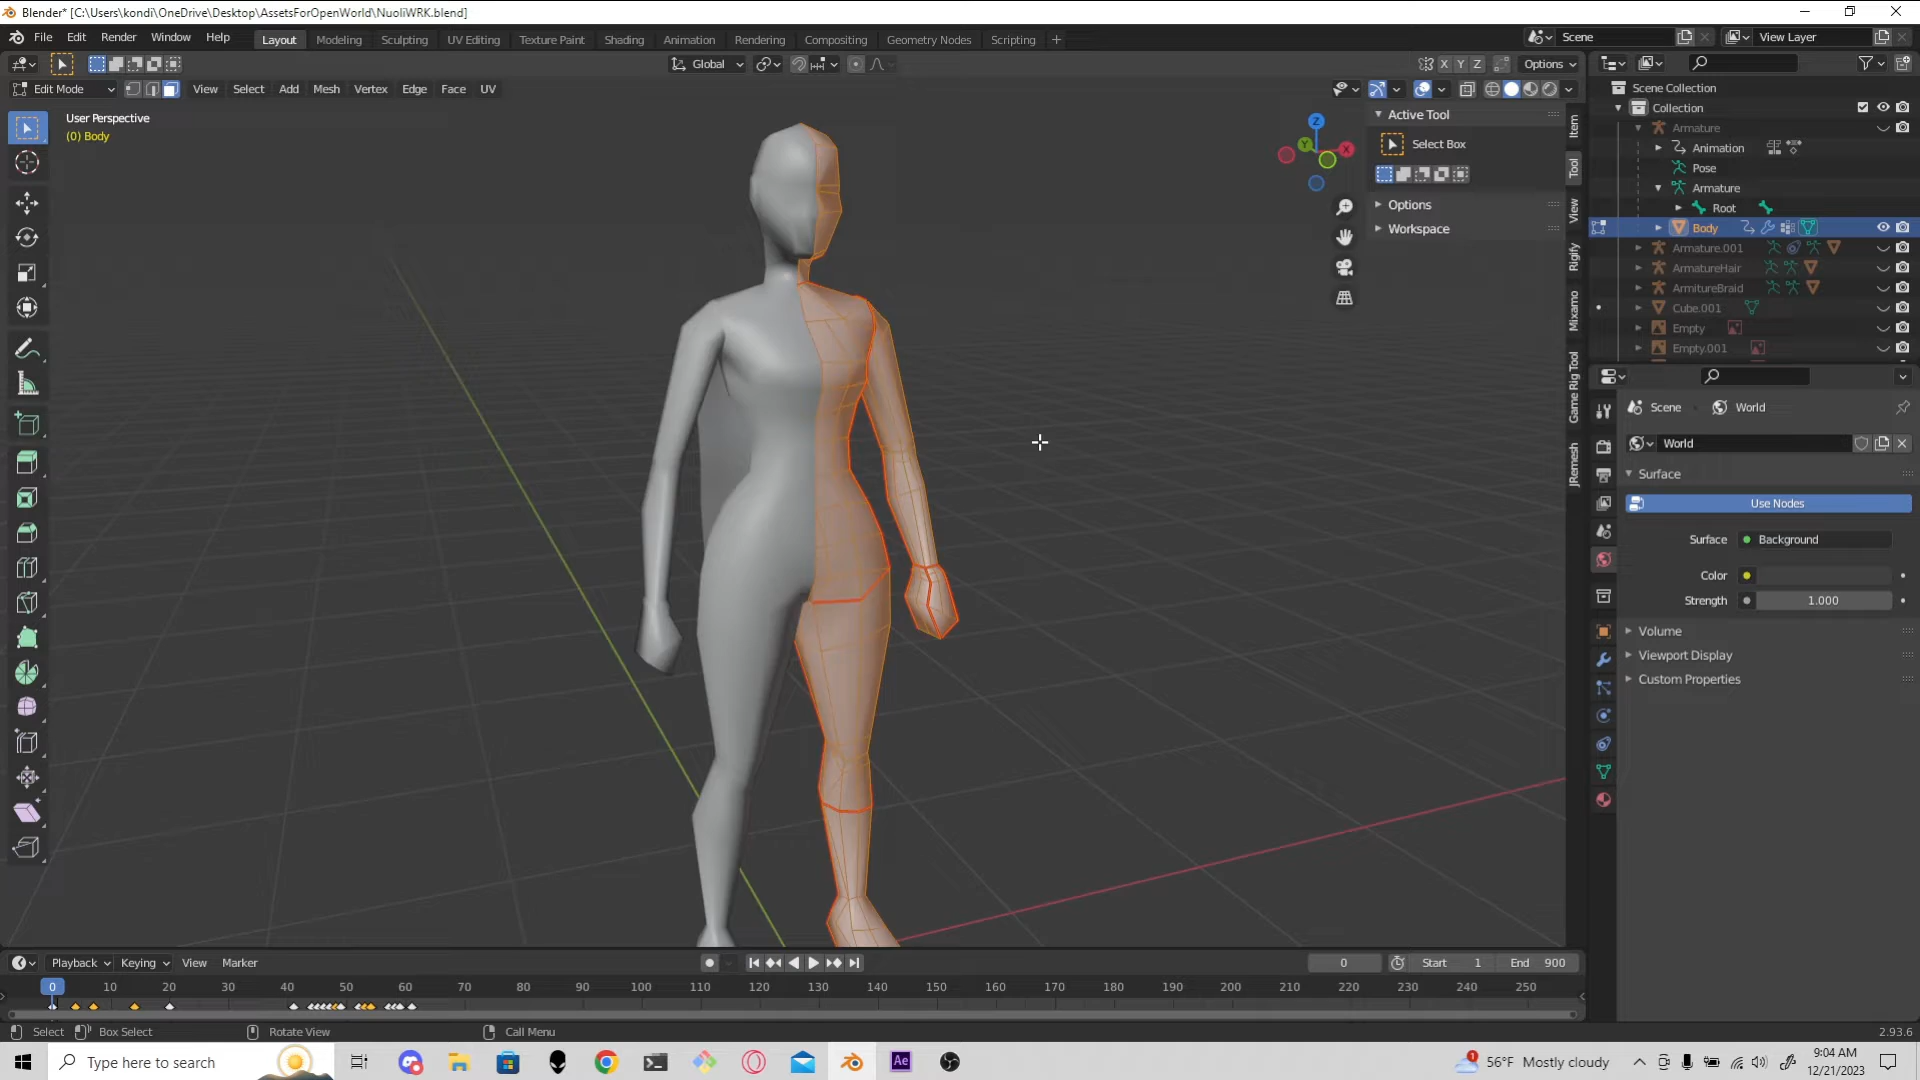 Blender* [C:\Users\kondi\OneDrive\Desktop\AssetsForOpenWorld\NuoliWRK.blend]
File Edit Render Window Help Layout Modeling Sculpting UV Editing Texture Paint Shading Animation Rendering Compositing Geometry Nodes Scripting + Scene View Layer
Global X Y Z Options
Edit Mode View Select Add Mesh Vertex Edge Face UV
User Perspective
(0) Body
Z
Y
X
Active Tool
Select Box
Options
Workspace
Item
Tool
View
Rigify
Mixamo
Game Rig Tool
JRemesh
Scene Collection
Collection
Armature
Animation
Pose
Armature
Root
Body
Armature.001
ArmatureHair
ArmitureBraid
Cube.001
Empty
Empty.001
Scene World
World
Surface
Use Nodes
Surface Background
Color
Strength 1.000
Volume
Viewport Display
Custom Properties
Playback Keying View Marker 0 Start 1 End 900
0 10 20 30 40 50 60 70 80 90 100 110 120 130 140 150 160 170 180 190 200 210 220 230 240 250
Select Box Select Rotate View Call Menu 2.93.6
Type here to search Ae 1 56°F Mostly cloudy 9:04 AM
12/21/2023